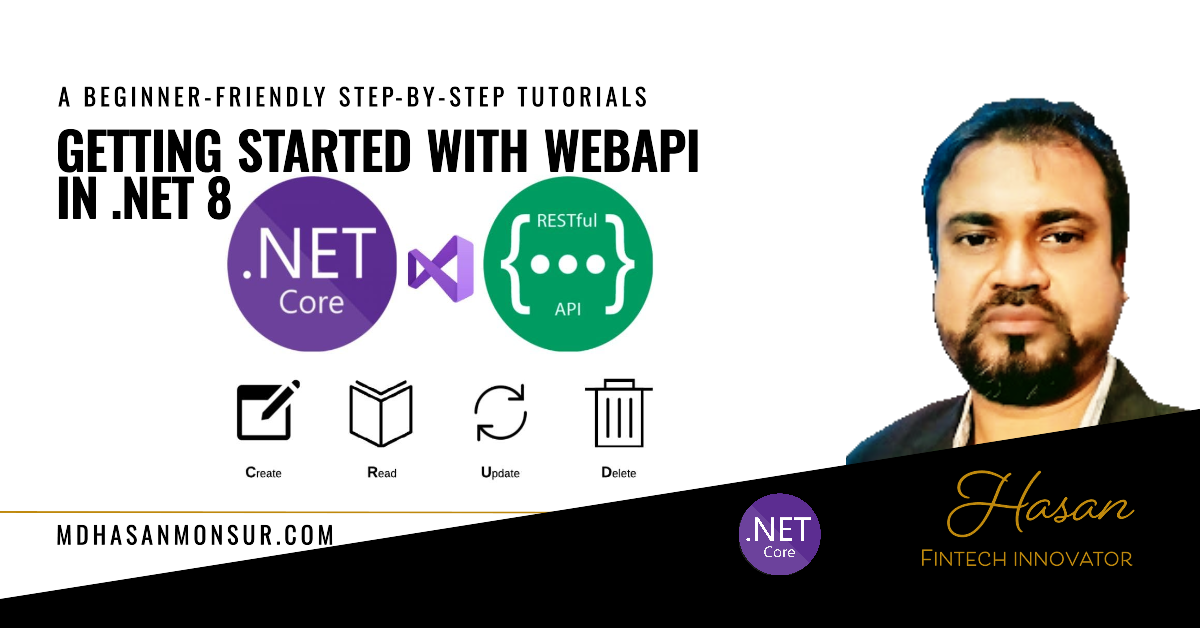 A BEGINNER-FRIENDLY STEP-BY-STEP TUTORIALS
GETTING STARTED WITH WEBAPI
IN .NET 8
.NET
Core
RESTful
{•••}
API
Create
Read
Update
Delete
MDHASANMONSUR.COM
.NET
Core
Hasan
FINTECH INNOVATOR